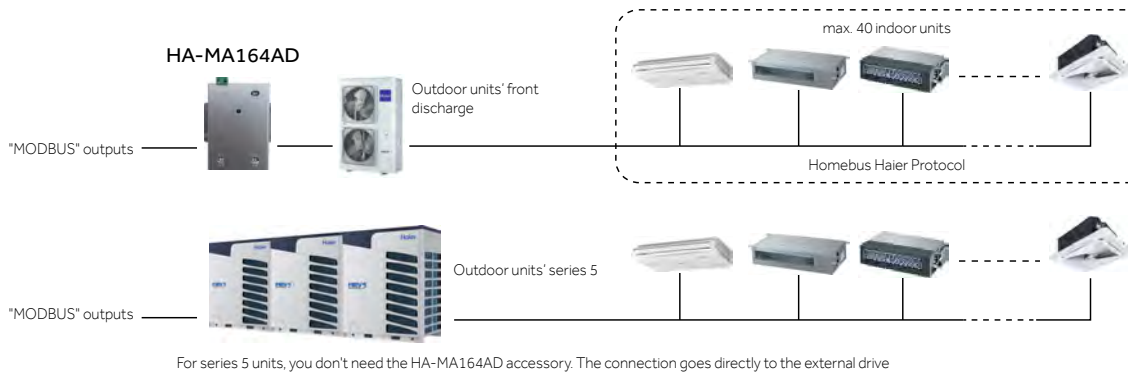 max. 40 indoor units
HA-MA164AD
Outdoor units' front
discharge
"MODBUS" outputs
Homebus Haier Protocol
Haier
Outdoor units' series 5
"MODBUS" outputs
For series 5 units, you don't need the HA-MA164AD accessory. The connection goes directly to the external drive